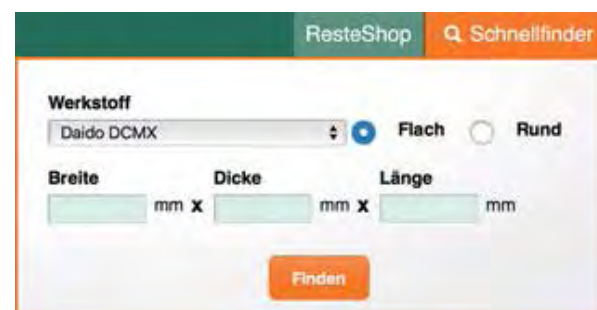 ResteShop Schnellfinder
Werkstoff
Daido DCMX Flach Rund
Breite Dicke Länge
mm x mm x mm
Finden